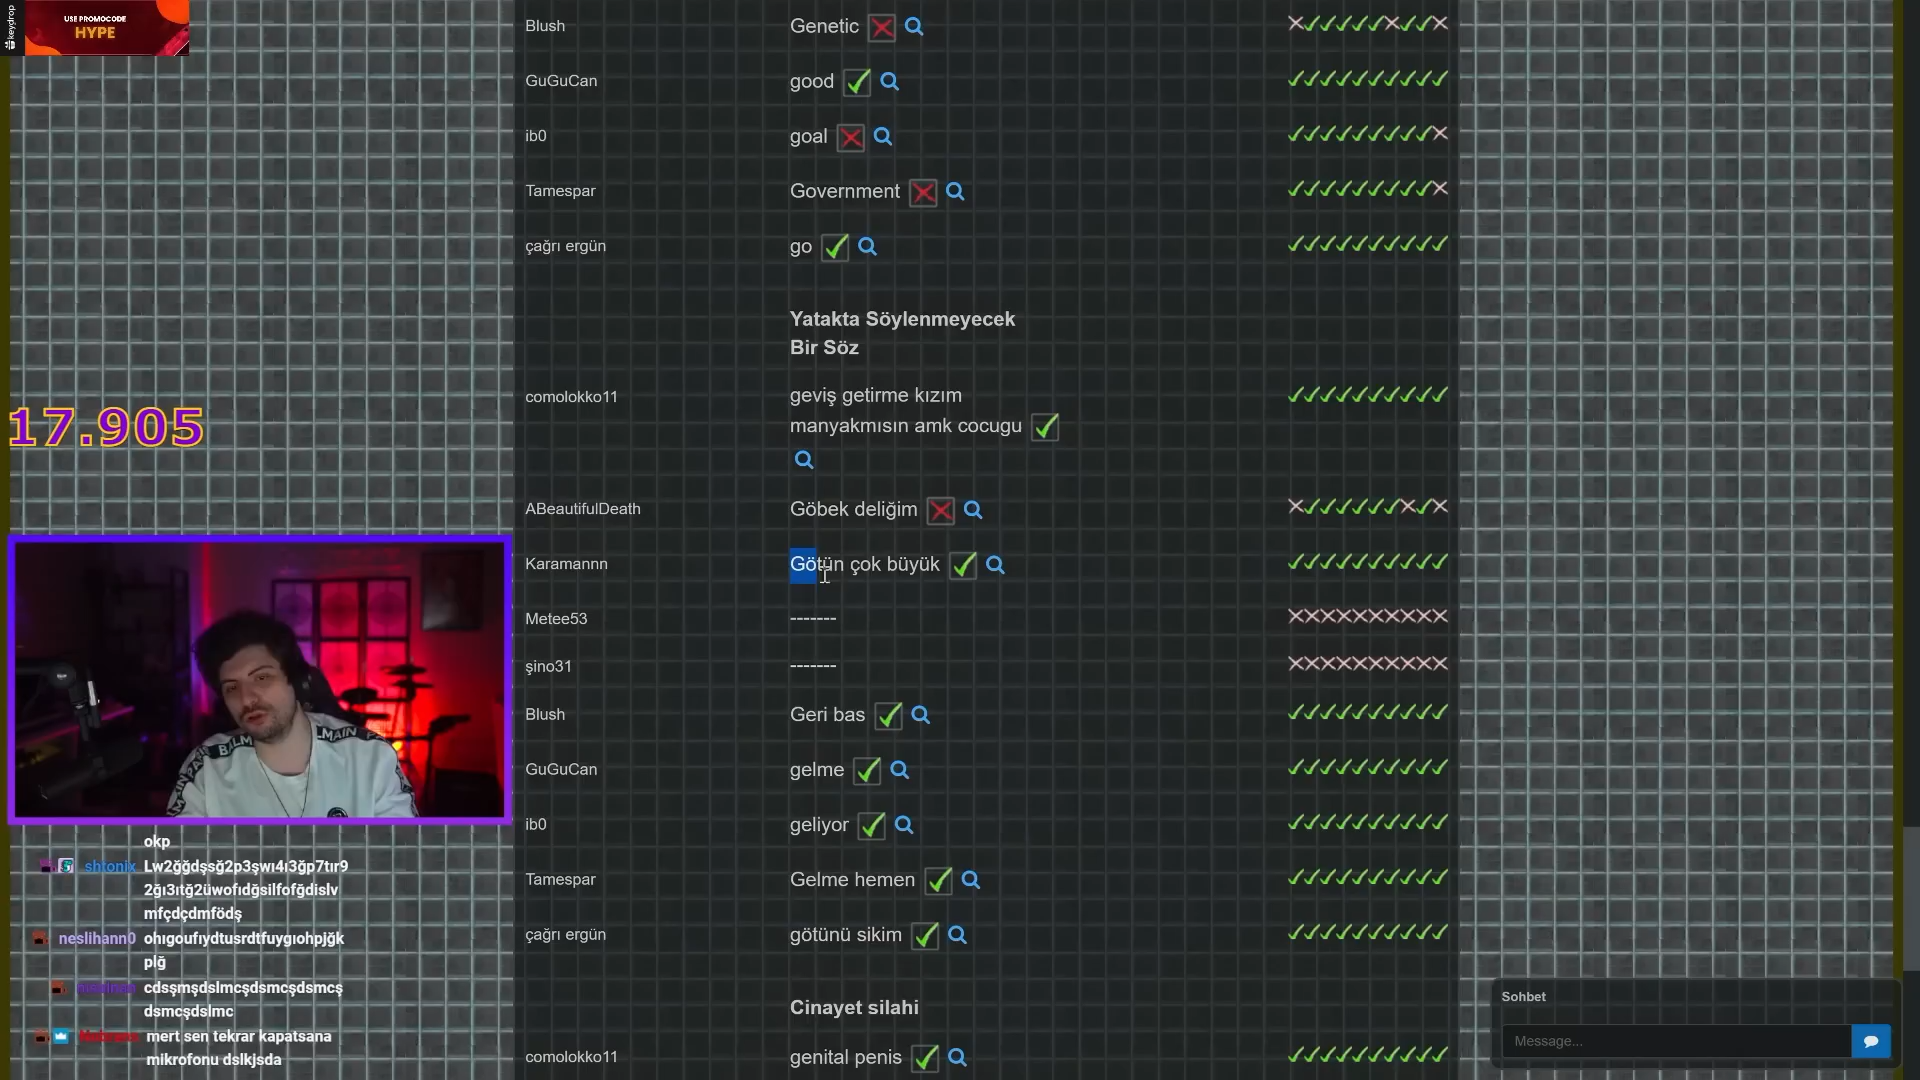 keydrop
USE PROMOCODE
HYPE
Blush Genetic
GuGuCan good
ib0 goal
Tamespar Government
çağrı ergün go
Yatakta Söylenmeyecek
Bir Söz
comolokko11 geviş getirme kızım
manyakmısın amk cocugu
17.905
ABeautifulDeath Göbek deliğim
Karamannn Götün çok büyük
Metee53 -------
şino31 -------
Blush Geri bas
GuGuCan gelme
ib0 geliyor
Tamespar Gelme hemen
çağrı ergün götünü sikim
Cinayet silahi
comolokko11 genital penis
BALM
LMAIN
okp
shtonix Lw2ğğdşsğ2p3şwı4ı3ğp7tır9
2ğı3ıtğ2üwofıdğsilfofğdislv
mfçdçdmfödş
neslihann0 ohıgoufıydtusrdtfuygıohpjğk
plğ
cdsşmşdslmcşdsmcşdsmcş
dsmcşdslmc
mert sen tekrar kapatsana
mikrofonu dslkjsda
Sohbet
Message...